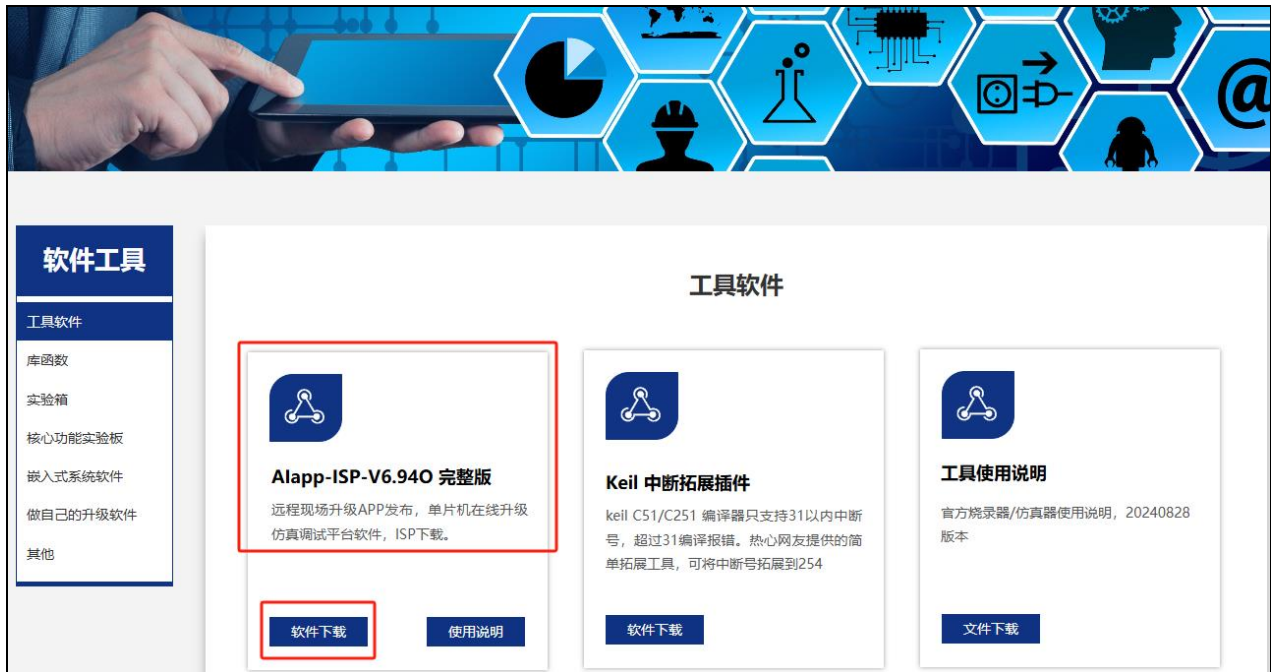 @
软件工具
工具软件
库函数
实验箱
核心功能实验板
嵌入式系统软件
做自己的升级软件
其他
工具软件
AIapp-ISP-V6.94O 完整版
远程现场升级APP发布，单片机在线升级
仿真调试平台软件，ISP下载。
软件下载
使用说明
Keil 中断拓展插件
keil C51/C251 编译器只支持31以内中断
号，超过31编译报错。热心网友提供的简
单拓展工具，可将中断号拓展到254
软件下载
工具使用说明
官方烧录器/仿真器使用说明，20240828
版本
文件下载